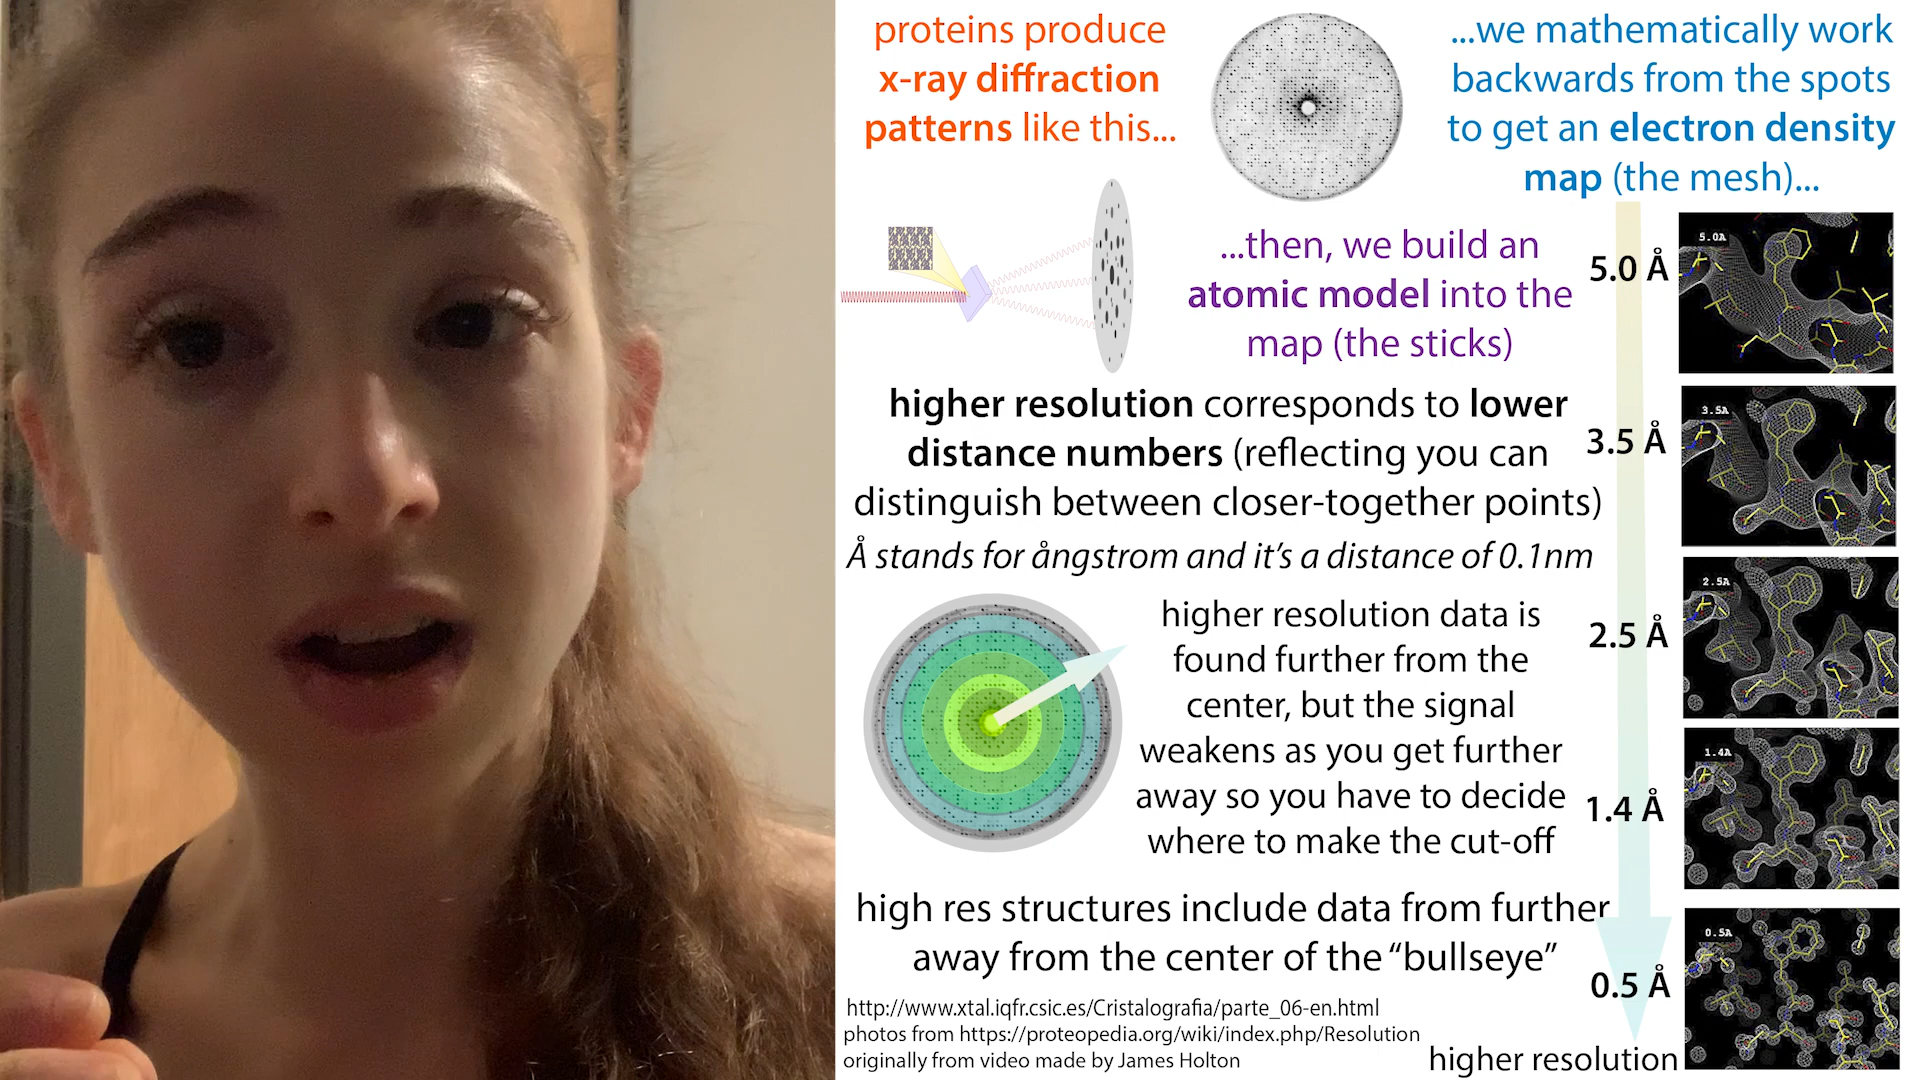 proteins produce
x-ray diffraction
patterns like this...
...we mathematically work
backwards from the spots
to get an electron density
map (the mesh)...
...then, we build an
atomic model into the
map (the sticks)
higher resolution corresponds to lower
distance numbers (reflecting you can
distinguish between closer-together points)
Å stands for ångstrom and it's a distance of 0.1nm
higher resolution data is
found further from the
center, but the signal
weakens as you get further
away so you have to decide
where to make the cut-off
high res structures include data from further
away from the center of the “bullseye”
http://www.xtal.iqfr.csic.es/Cristalografia/parte_06-en.html
photos from https://proteopedia.org/wiki/index.php/Resolution
originally from video made by James Holton
5.0 Å
5.0A
3.5 Å
3.5A
2.5 Å
2.5A
1.4 Å
1.4A
0.5 Å
0.5A
higher resolution